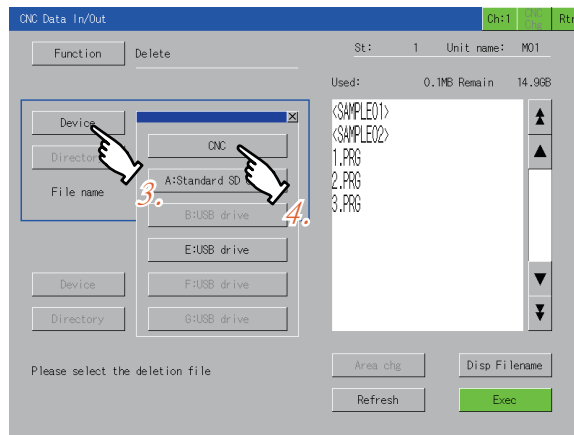 CNC Data In/Out
Ch:1
CNC
Chg
Rtr
Function
Delete
St: 1 Unit name: M01
Used: 0.1MB Remain 14.9GB
Device
Directory
File name
3.
CNC
A:Standard SD
4.
B:USB drive
E:USB drive
F:USB drive
G:USB drive
<SAMPLE01>
<SAMPLE02>
1.PRG
2.PRG
3.PRG
Device
Directory
Please select the deletion file
Area chg
Disp Filename
Refresh
Exec